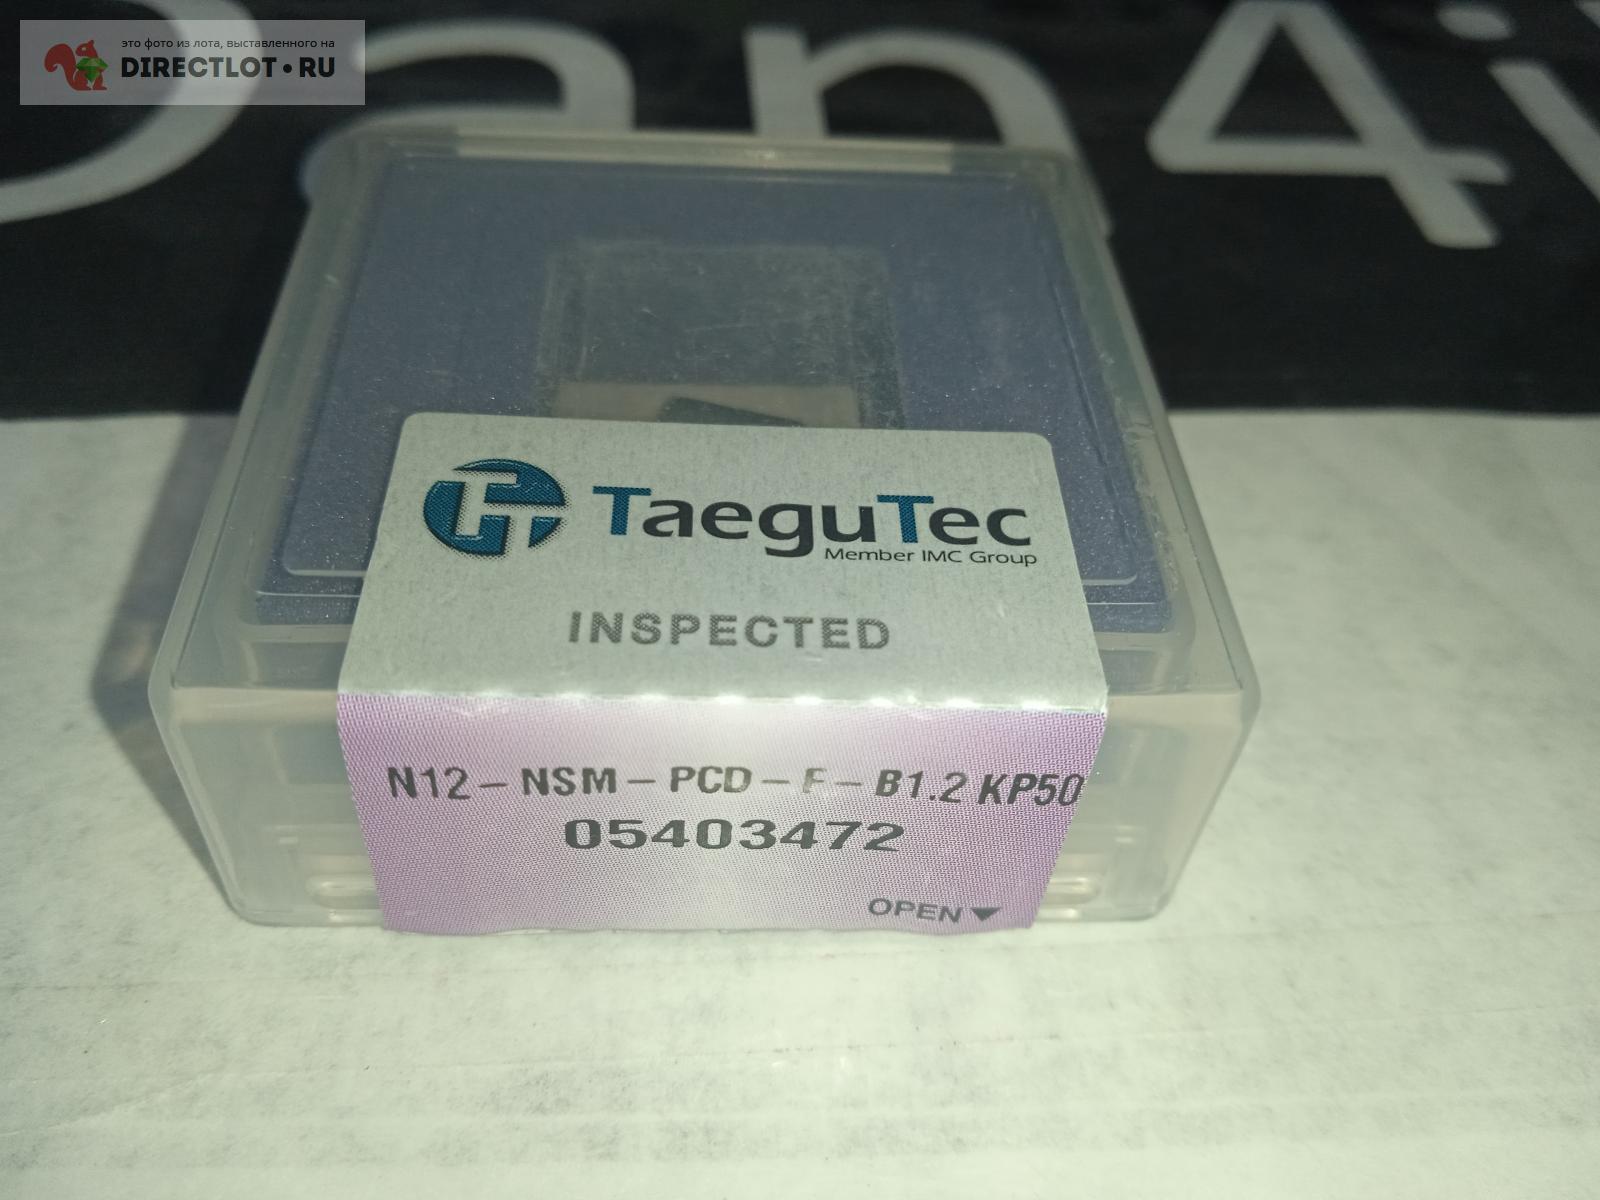 это фото из лота, выставленного на
DIRECTLOT•RU
an4i
TaeguTec
Member IMC Group
INSPECTED
N12-NSM-PCD-F-B1.2 KP50
05403472
OPEN▼